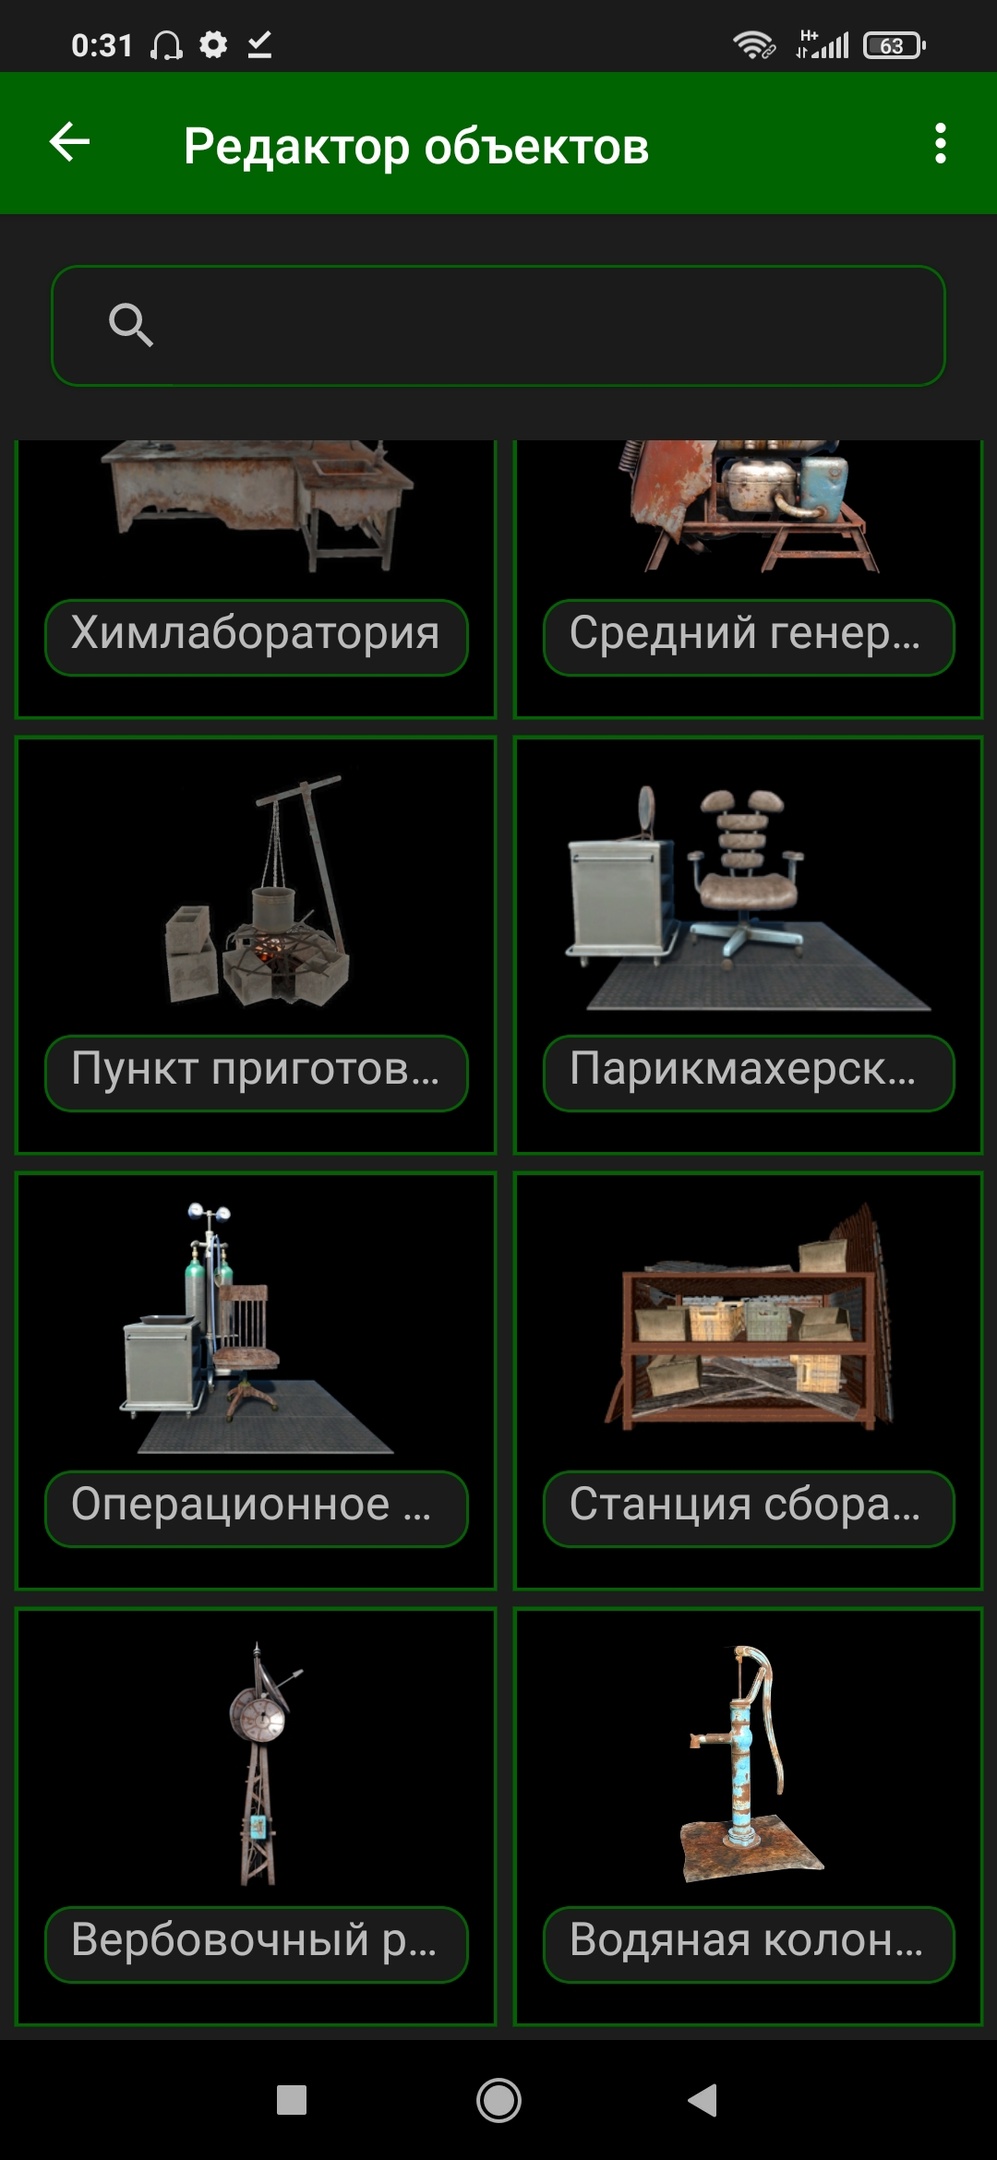 0:31
H+
63
Редактор объектов
Химлаборатория
Средний генер...
Пункт приготов...
Парикмахерск...
Операционное ...
Станция сбора...
Вербовочный р...
Водяная колон...